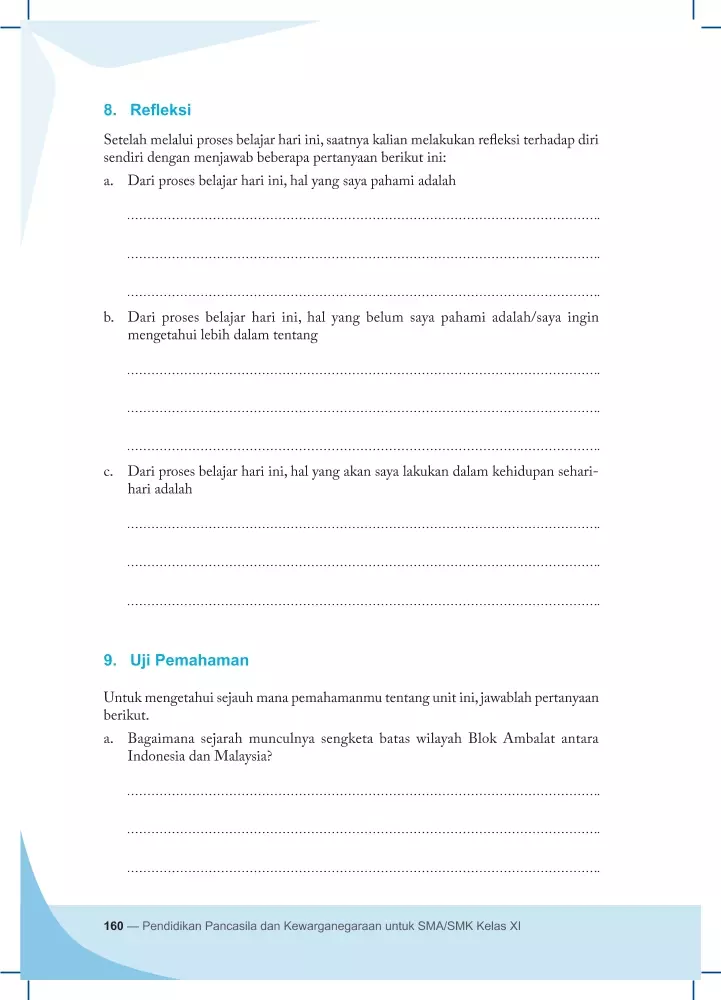 8. Refleksi
Setelah melalui proses belajar hari ini, saatnya kalian melakukan refleksi terhadap diri
sendiri dengan menjawab beberapa pertanyaan berikut ini:
a. Dari proses belajar hari ini, hal yang saya pahami adalah
..............................................................................................................
..............................................................................................................
..............................................................................................................
b. Dari proses belajar hari ini, hal yang belum saya pahami adalah/saya ingin
mengetahui lebih dalam tentang
..............................................................................................................
..............................................................................................................
..............................................................................................................
c. Dari proses belajar hari ini, hal yang akan saya lakukan dalam kehidupan sehari-
hari adalah
..............................................................................................................
..............................................................................................................
..............................................................................................................
9. Uji Pemahaman
Untuk mengetahui sejauh mana pemahamanmu tentang unit ini, jawablah pertanyaan
berikut.
a. Bagaimana sejarah munculnya sengketa batas wilayah Blok Ambalat antara
Indonesia dan Malaysia?
..............................................................................................................
..............................................................................................................
..............................................................................................................
160 — Pendidikan Pancasila dan Kewarganegaraan untuk SMA/SMK Kelas XI